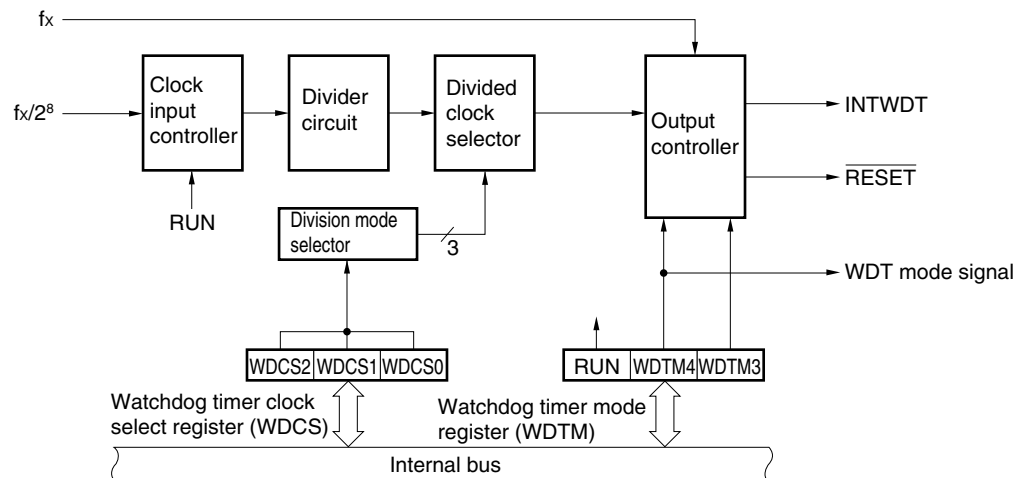 fX
Clock
input
controller
Divider
circuit
Divided
clock
selector
Output
controller
fX/2⁸
INTWDT
RESET
RUN
Division mode
selector
3
WDT mode signal
WDCS2 WDCS1 WDCS0
RUN WDTM4 WDTM3
Watchdog timer clock
select register (WDCS)
Watchdog timer mode
register (WDTM)
Internal bus